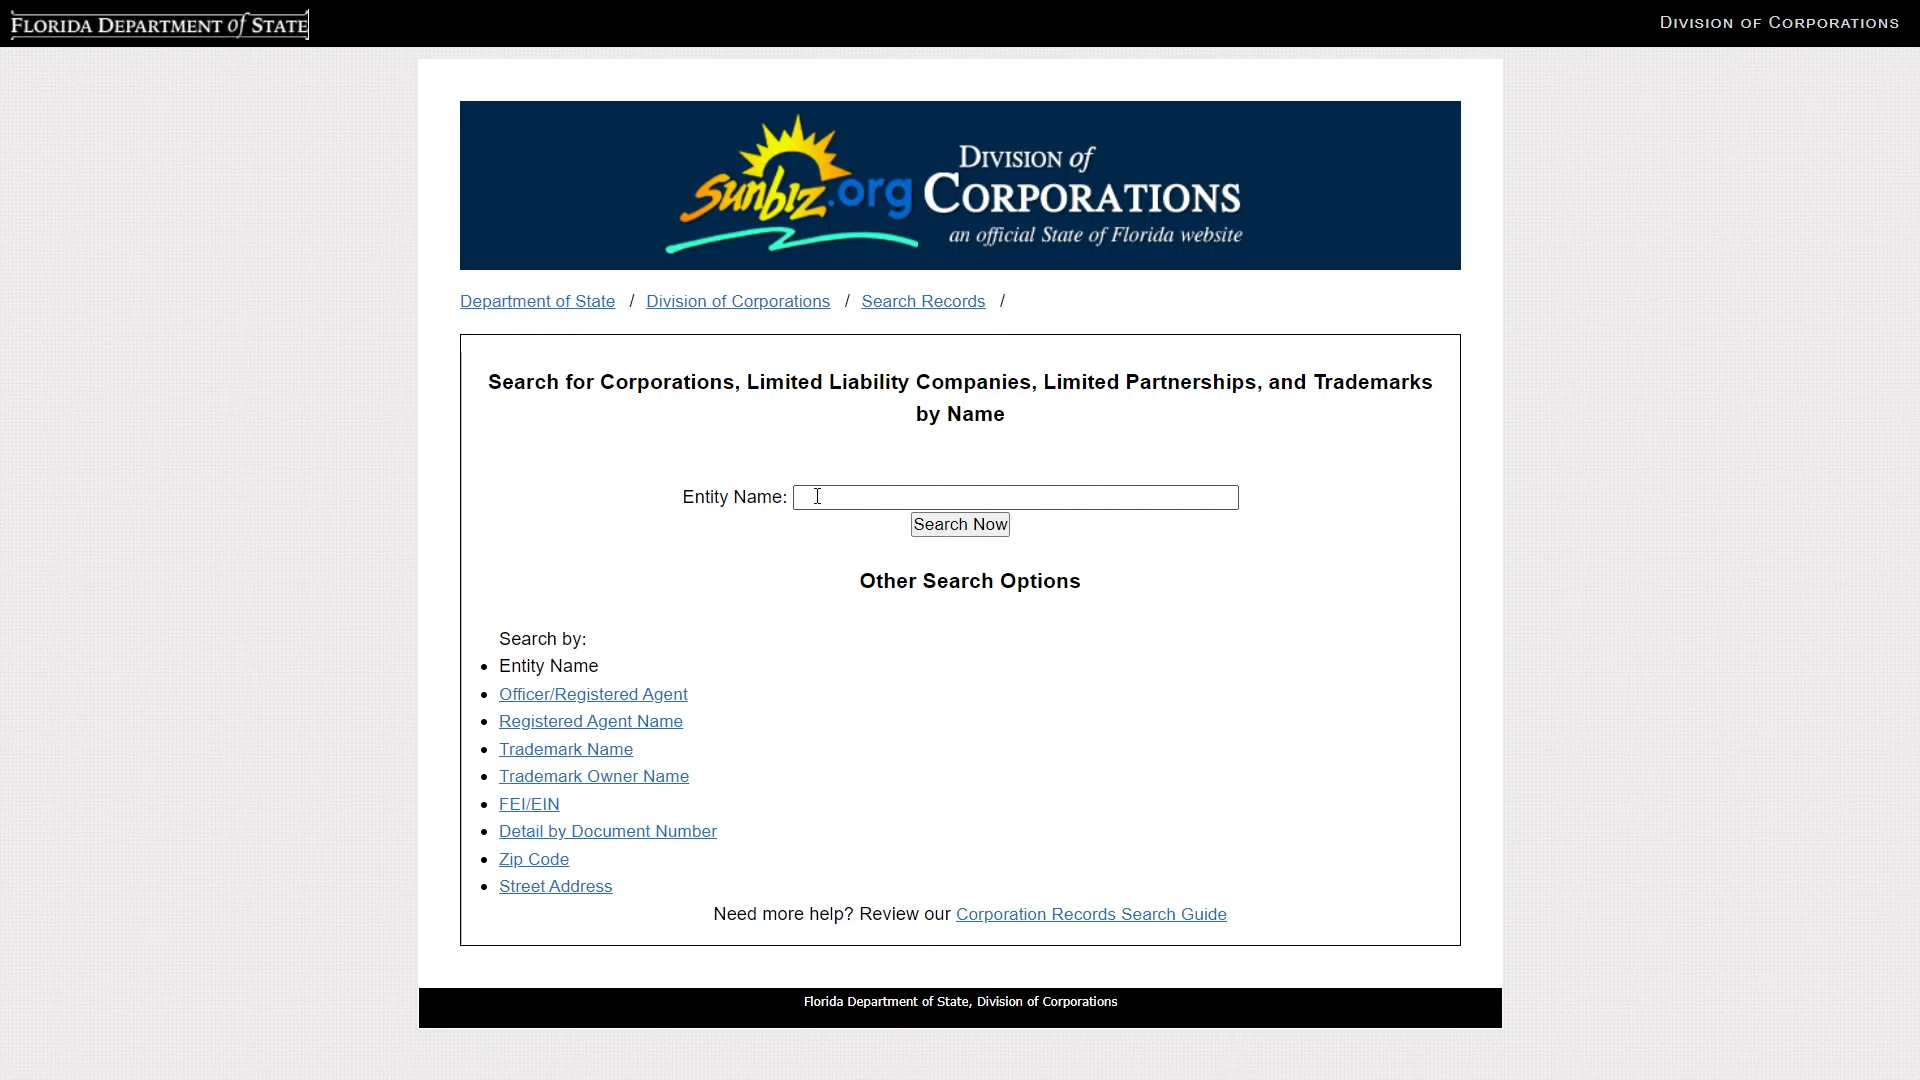 FLORIDA DEPARTMENT of STATE
DIVISION OF CORPORATIONS
sunbiz.org
DIVISION of
CORPORATIONS
an official State of Florida website
Department of State / Division of Corporations / Search Records /
Search for Corporations, Limited Liability Companies, Limited Partnerships, and Trademarks
by Name
Entity Name:
Search Now
Other Search Options
Search by:
Entity Name
Officer/Registered Agent
Registered Agent Name
Trademark Name
Trademark Owner Name
FEI/EIN
Detail by Document Number
Zip Code
Street Address
Need more help? Review our Corporation Records Search Guide
Florida Department of State, Division of Corporations